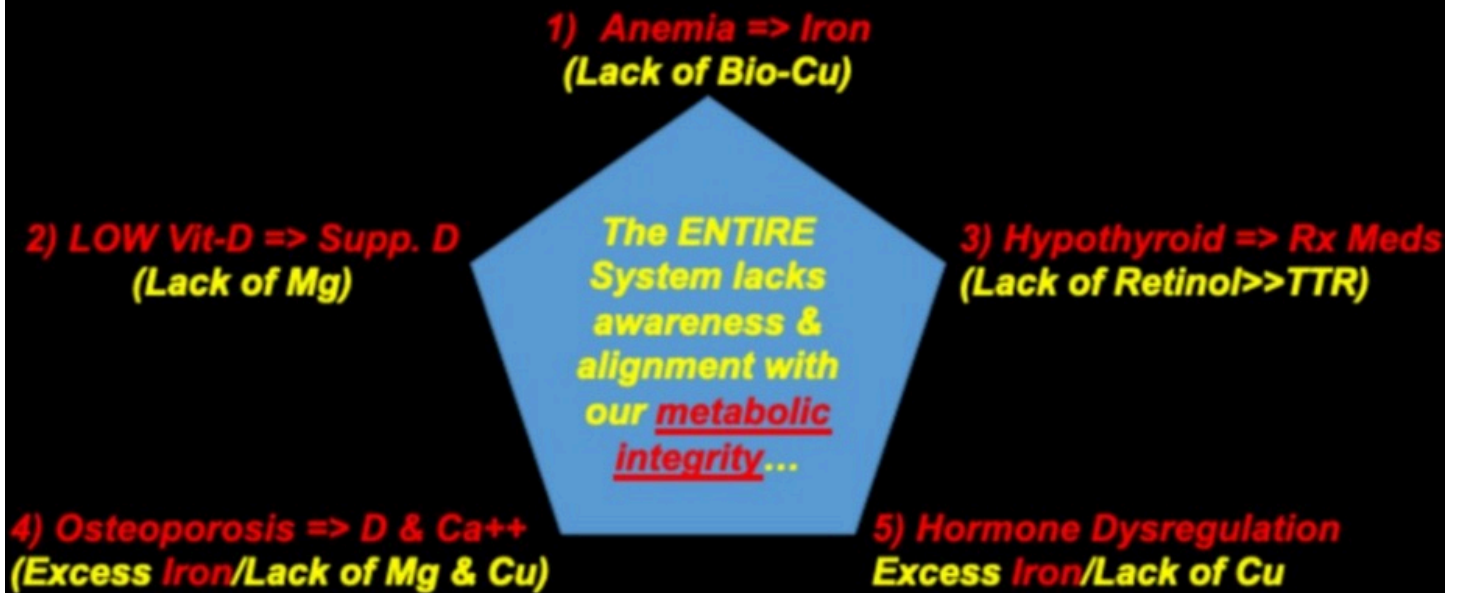 1) Anemia => Iron
(Lack of Bio-Cu)
2) LOW Vit-D => Supp. D
(Lack of Mg)
The ENTIRE
System lacks
awareness &
alignment with
our metabolic
integrity...
3) Hypothyroid => Rx Meds
(Lack of Retinol>>TTR)
4) Osteoporosis => D & Ca++
(Excess Iron/Lack of Mg & Cu)
5) Hormone Dysregulation
Excess Iron/Lack of Cu